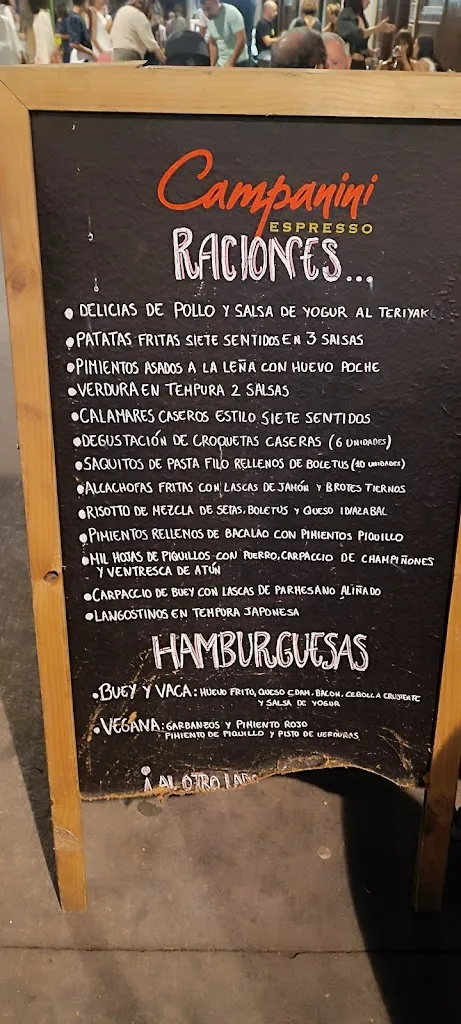 Campanini
ESPRESSO
RACIONES...
• DELICIAS DE POLLO Y SALSA DE YOGUR AL TERIYAK
• PATATAS FRITAS SIETE SENTIDOS EN 3 SALSAS
• PIMIENTOS ASADOS A LA LEÑA CON HUEVO POCHE
• VERDURA EN TEMPURA 2 SALSAS
• CALAMARES CASEROS ESTILO SIETE SENTIDOS
• DEGUSTACIÓN DE CROQUETAS CASERAS (6 UNIDADES)
• SAQUITOS DE PASTA FILO RELLENOS DE BOLETUS (10 UNIDADES)
• ALCACHOFAS FRITAS CON LASCAS DE JAMÓN Y BROTES TIERNOS
• RISOTTO DE MEZCLA DE SETAS, BOLETUS Y QUESO IDIAZABAL
• PIMIENTOS RELLENOS DE BACALAO CON PIMIENTOS PIQUILLO
• MIL HOJAS DE PIQUILLOS CON PUERRO, CARPACCIO DE CHAMPIÑONES
Y VENTRESCA DE ATÚN
• CARPACCIO DE BUEY CON LASCAS DE PARMESANO ALIÑADO
• LANGOSTINOS EN TEMPURA JAPONESA
HAMBURGUESAS
• BUEY Y VACA: HUEVO FRITO, QUESO EDAM, BACON, CEBOLLA CRUJIENTE
Y SALSA DE YOGUR
• VEGANA: GARBANZOS Y PIMIENTO ROJO
PIMIENTO DE PIQUILLO Y PISTO DE VERDURAS
¡ AL OTRO LADO